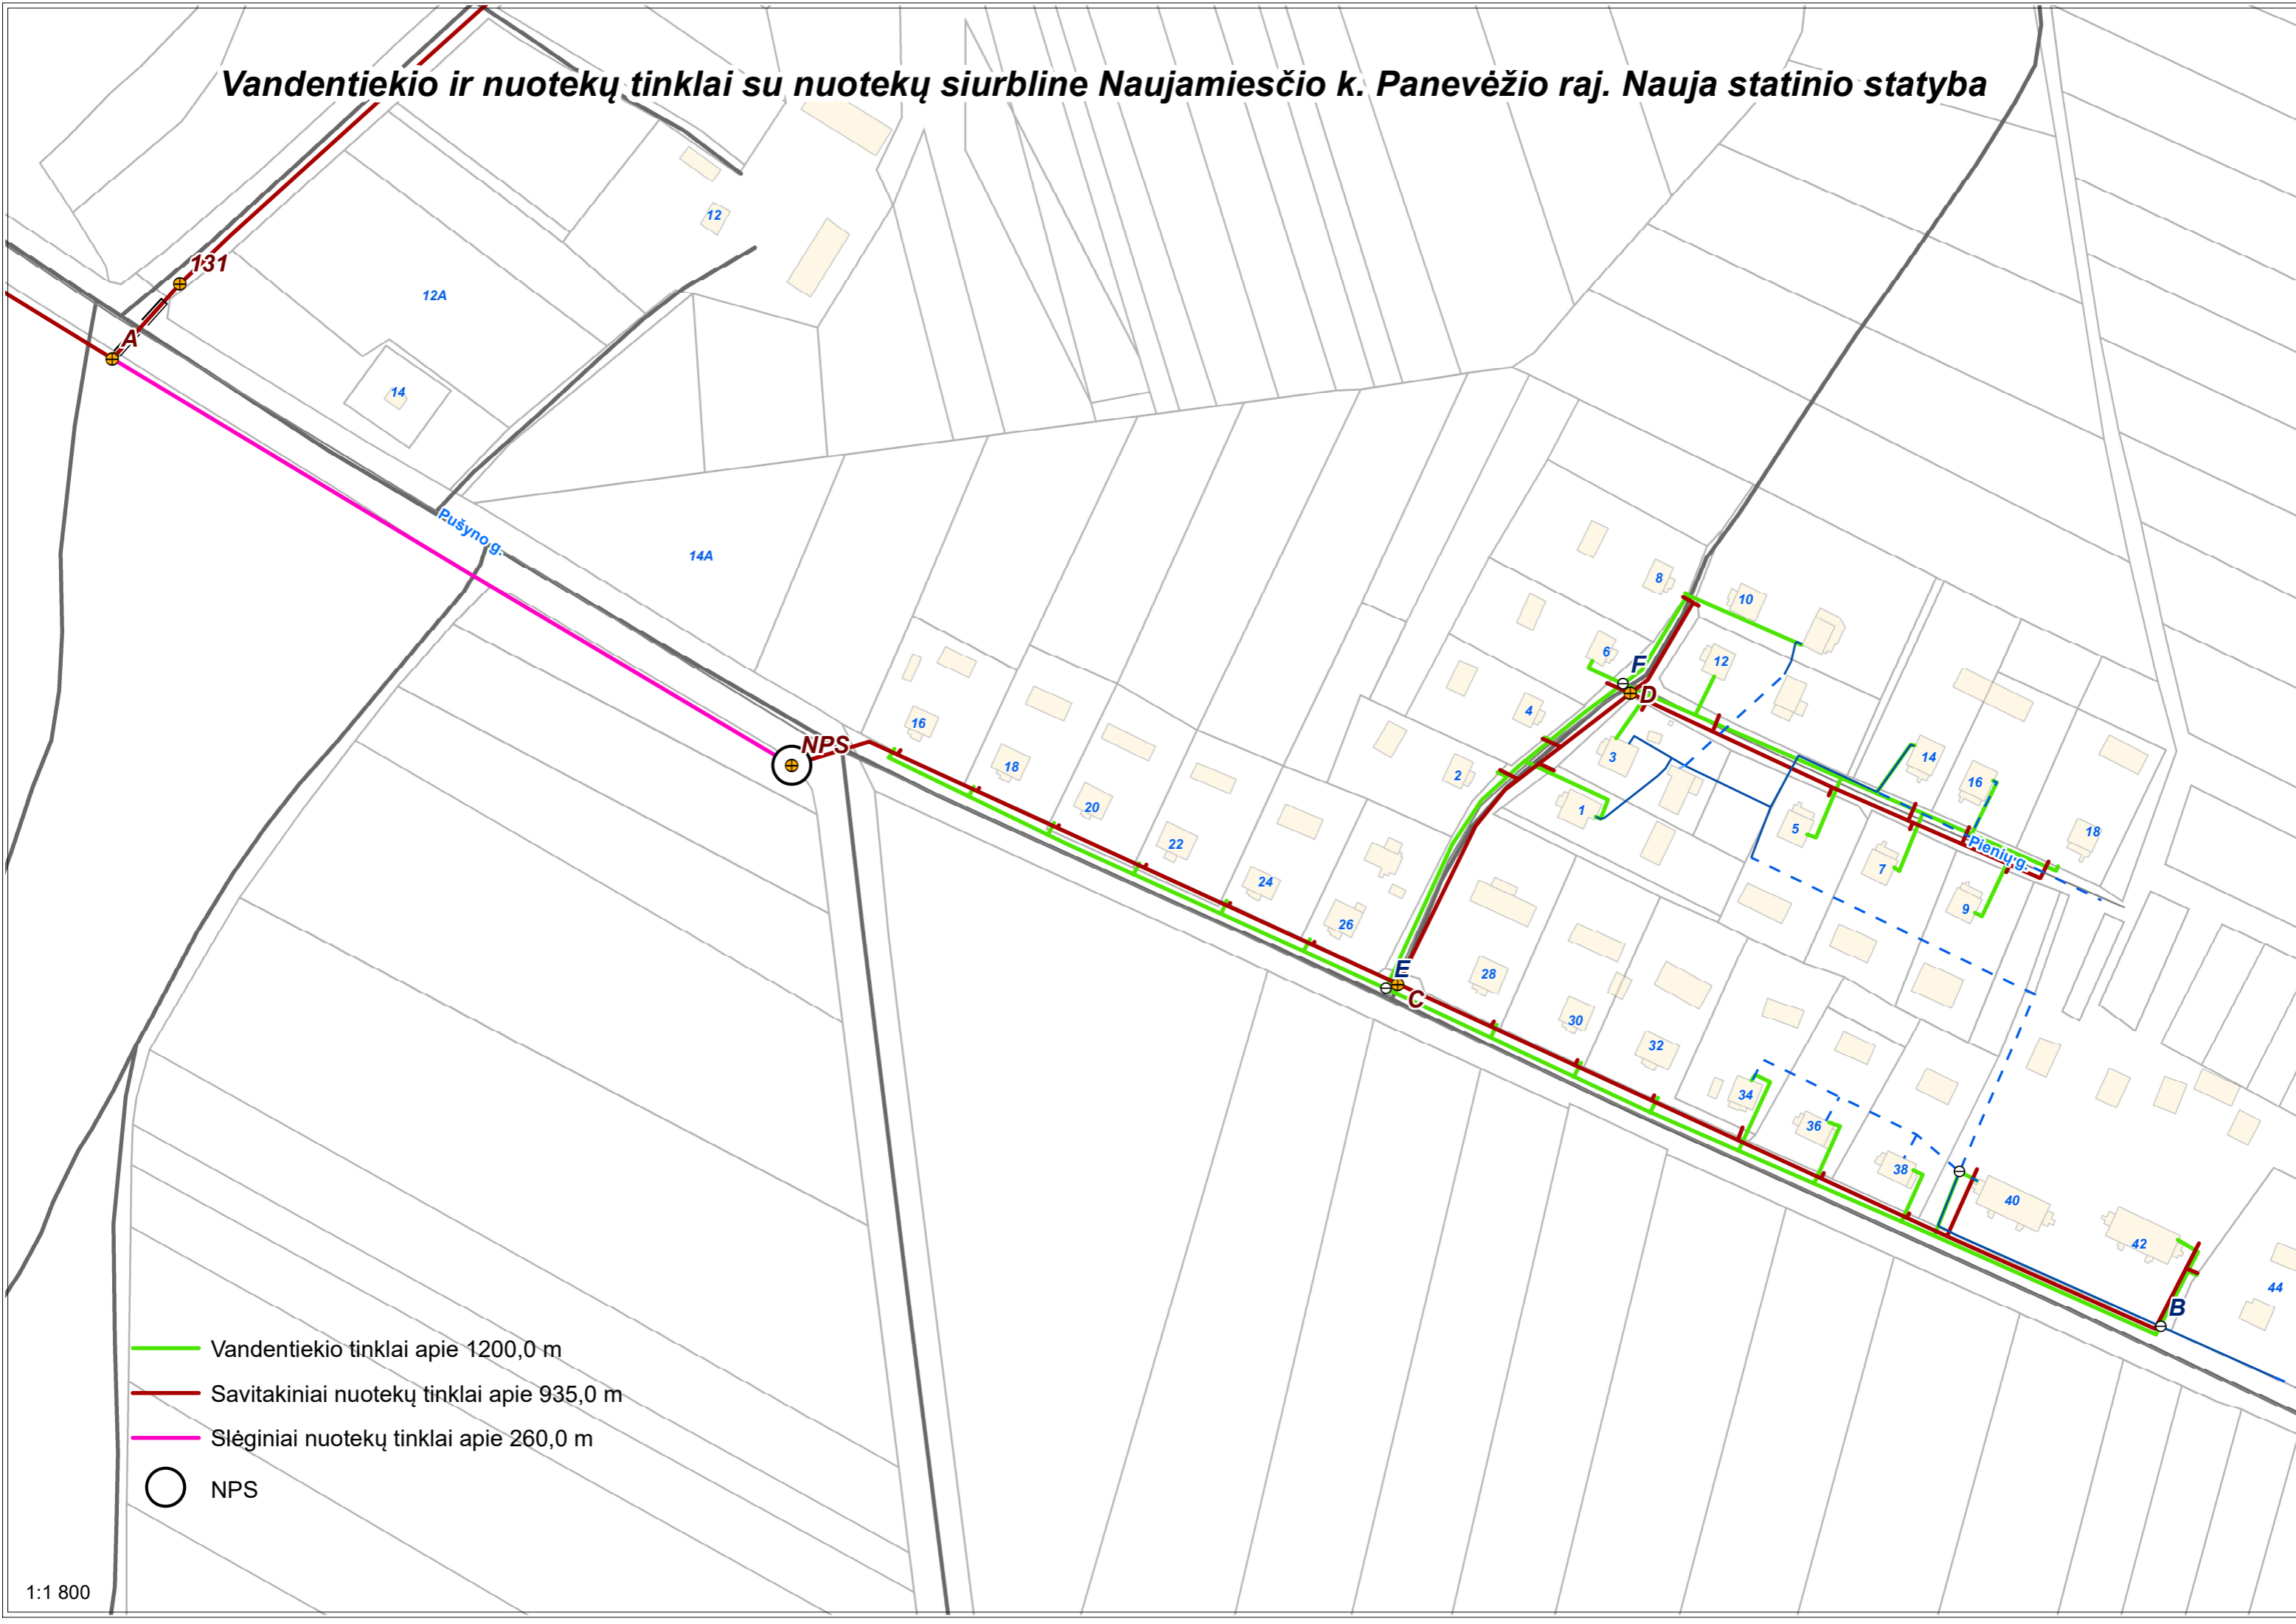 Vandentiekio ir nuotekų tinklai su nuotekų siurbline Naujamiesčio k. Panevėžio raj. Nauja statinio statyba
131
A
12
12A
14
Pušyno g.
14A
NPS
16
18
20
22
24
26
8
10
6
F
12
D
4
3
2
1
14
16
5
18
Pienių g.
7
9
E
C
28
30
32
34
36
38
40
42
44
B
Vandentiekio tinklai apie 1200,0 m
Savitakiniai nuotekų tinklai apie 935,0 m
Slėginiai nuotekų tinklai apie 260,0 m
NPS
1:1 800